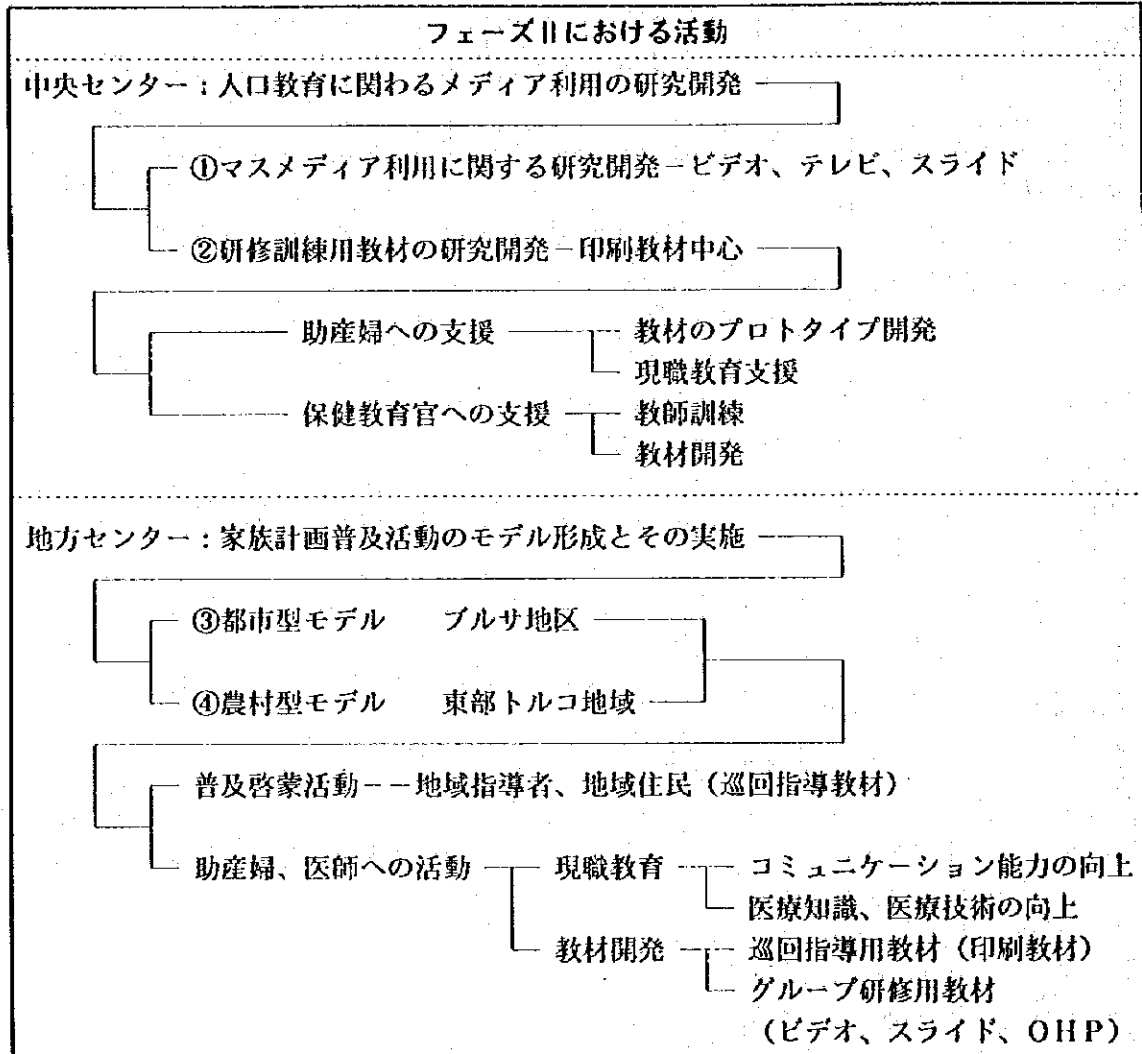 フェーズⅡにおける活動
中央センター：人口教育に関わるメディア利用の研究開発
①マスメディア利用に関する研究開発－ビデオ、テレビ、スライド
②研修訓練用教材の研究開発－印刷教材中心
助産婦への支援 教材のプロトタイプ開発
現職教育支援
保健教育官への支援 教師訓練
教材開発
地方センター：家族計画普及活動のモデル形成とその実施
③都市型モデル ブルサ地区
④農村型モデル 東部トルコ地域
普及啓蒙活動－－地域指導者、地域住民（巡回指導教材）
助産婦、医師への活動 現職教育 コミュニケーション能力の向上
医療知識、医療技術の向上
教材開発 巡回指導用教材（印刷教材）
グループ研修用教材
（ビデオ、スライド、ＯＨＰ）